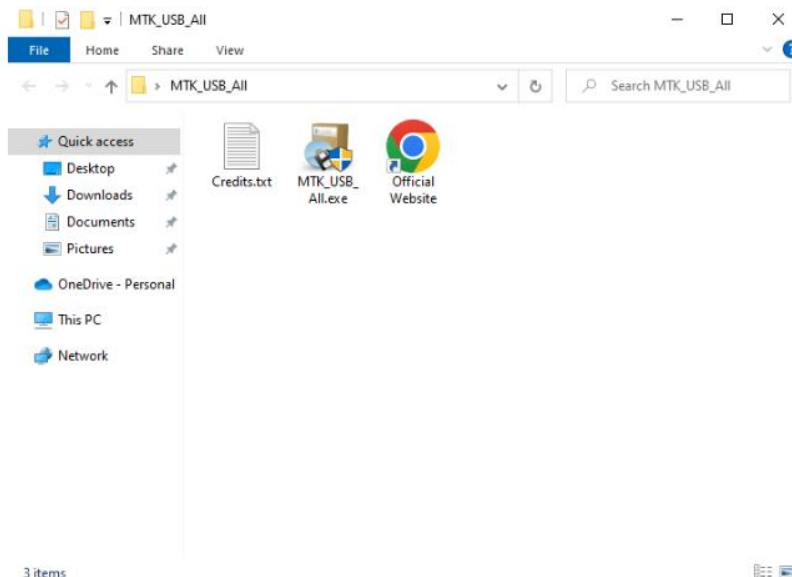 MTK_USB_All
File Home Share View
MTK_USB_All
Search MTK_USB_All
Quick access
Desktop
Downloads
Documents
Pictures
OneDrive - Personal
This PC
Network
Credits.txt
MTK_USB_
All.exe
Official
Website
3 items